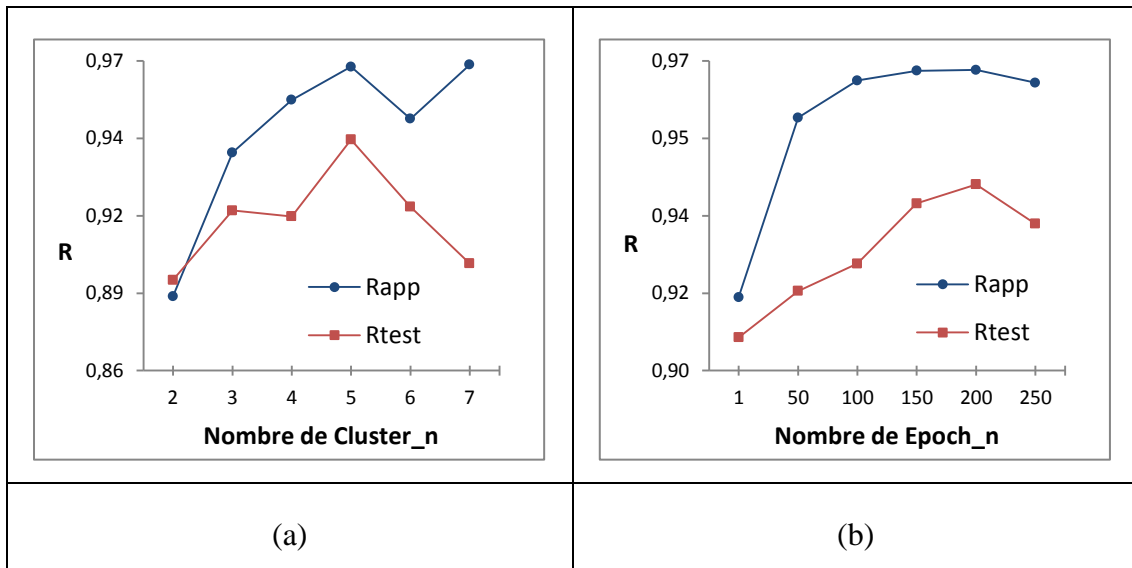 0,97
0,94
0,92
R
0,89
0,86
Rapp
Rtest
2 3 4 5 6 7
Nombre de Cluster_n
(a)
0,97
0,95
0,94
R
0,92
0,90
Rapp
Rtest
1 50 100 150 200 250
Nombre de Epoch_n
(b)